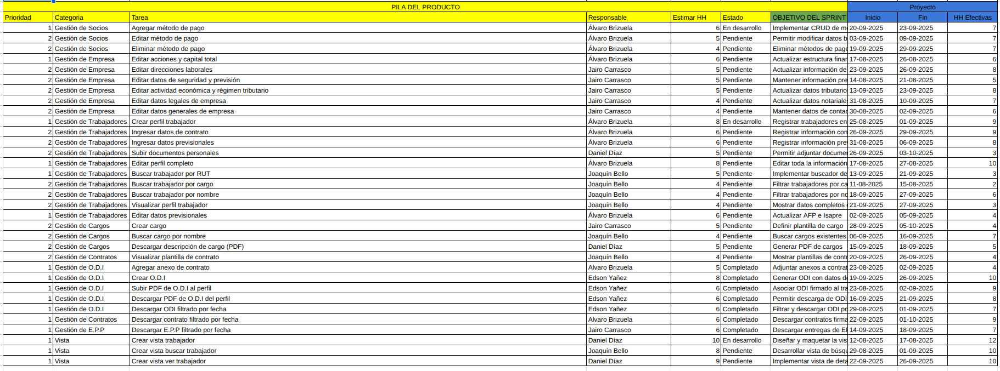 PILA DEL PRODUCTO Proyecto
Prioridad Categoria Tarea Responsable Estimar HH Estado OBJETIVO DEL SPRINT Inicio Fin HH Efectivas
1 Gestión de Socios Agregar método de pago Álvaro Brizuela 6 En desarrollo Implementar CRUD de mé 20-09-2025 23-09-2025 7
2 Gestión de Socios Editar método de pago Álvaro Brizuela 5 Pendiente Permitir modificar datos b 03-09-2025 09-09-2025 7
2 Gestión de Socios Eliminar método de pago Álvaro Brizuela 4 Pendiente Eliminar métodos de pago 19-09-2025 29-09-2025 7
1 Gestión de Empresa Editar acciones y capital total Álvaro Brizuela 6 Pendiente Actualizar estructura finan 17-08-2025 26-08-2025 6
2 Gestión de Empresa Editar direcciones laborales Jairo Carrasco 5 Pendiente Actualizar información de 23-09-2025 26-09-2025 8
2 Gestión de Empresa Editar datos de seguridad y previsión Jairo Carrasco 5 Pendiente Mantener información pre 14-08-2025 21-08-2025 5
2 Gestión de Empresa Editar actividad económica y régimen tributario Jairo Carrasco 5 Pendiente Actualizar datos tributario 13-09-2025 23-09-2025 8
2 Gestión de Empresa Editar datos legales de empresa Jairo Carrasco 4 Pendiente Actualizar datos notariales 31-08-2025 10-09-2025 7
2 Gestión de Empresa Editar datos generales de empresa Jairo Carrasco 4 Pendiente Mantener datos de contac 30-08-2025 02-09-2025 6
1 Gestión de Trabajadores Crear perfil trabajador Álvaro Brizuela 8 En desarrollo Registrar trabajadores en 25-08-2025 01-09-2025 9
2 Gestión de Trabajadores Ingresar datos de contrato Álvaro Brizuela 6 Pendiente Registrar información con 26-09-2025 29-09-2025 9
2 Gestión de Trabajadores Ingresar datos previsionales Álvaro Brizuela 6 Pendiente Registrar información prev 31-08-2025 06-09-2025 8
2 Gestión de Trabajadores Subir documentos personales Daniel Díaz 5 Pendiente Permitir adjuntar documen 26-09-2025 03-10-2025 3
1 Gestión de Trabajadores Editar perfil completo Álvaro Brizuela 8 Pendiente Editar toda la información 17-08-2025 27-08-2025 10
1 Gestión de Trabajadores Buscar trabajador por RUT Joaquín Bello 5 Pendiente Implementar buscador de 13-09-2025 21-09-2025 3
2 Gestión de Trabajadores Buscar trabajador por cargo Joaquín Bello 4 Pendiente Filtrar trabajadores por ca 11-08-2025 15-08-2025 2
2 Gestión de Trabajadores Buscar trabajador por nombre Joaquín Bello 4 Pendiente Filtrar trabajadores por no 18-09-2025 27-09-2025 6
2 Gestión de Trabajadores Visualizar perfil trabajador Joaquín Bello 4 Pendiente Mostrar datos completos 21-09-2025 27-09-2025 3
1 Gestión de Trabajadores Editar datos previsionales Álvaro Brizuela 6 Pendiente Actualizar AFP e Isapre 02-09-2025 05-09-2025 4
2 Gestión de Cargos Crear cargo Jairo Carrasco 5 Pendiente Definir plantilla de cargo 28-09-2025 05-10-2025 4
2 Gestión de Cargos Buscar cargo por nombre Joaquín Bello 4 Pendiente Buscar cargos existentes 06-09-2025 16-09-2025 7
2 Gestión de Cargos Descargar descripción de cargo (PDF) Daniel Díaz 5 Pendiente Generar PDF de cargos 15-09-2025 18-09-2025 5
2 Gestión de Contratos Visualizar plantilla de contrato Joaquín Bello 4 Pendiente Mostrar plantillas de contr 20-09-2025 26-09-2025 4
1 Gestión de O.D.I Agregar anexo de contrato Alvaro Brizuela 5 Completado Adjuntar anexos a contrat 23-08-2025 02-09-2025 4
1 Gestión de O.D.I Crear O.D.I Edson Yañez 8 Completado Generar ODI con datos de 19-09-2025 26-09-2025 10
1 Gestión de O.D.I Subir PDF de O.D.I al perfil Edson Yañez 6 Completado Asociar ODI firmado al tra 23-08-2025 02-09-2025 9
1 Gestión de O.D.I Descargar PDF de O.D.I del perfil Edson Yañez 6 Completado Permitir descarga de ODI 16-09-2025 21-09-2025 8
1 Gestión de O.D.I Descargar ODI filtrado por fecha Edson Yañez 6 Completado Filtrar y descargar ODI po 29-08-2025 01-09-2025 7
1 Gestión de Contratos Descargar contrato filtrado por fecha Alvaro Brizuela 6 Completado Descargar contratos firma 22-09-2025 01-10-2025 9
1 Gestión de E.P.P Descargar E.P.P filtrado por fecha Jairo Carrasco 6 Completado Descargar entregas de EP 14-09-2025 18-09-2025 7
1 Vista Crear vista trabajador Daniel Díaz 10 En desarrollo Diseñar y maquetar la vis 12-08-2025 17-08-2025 12
1 Vista Crear vista buscar trabajador Joaquín Bello 8 Pendiente Desarrollar vista de búsqu 29-08-2025 01-09-2025 10
1 Vista Crear vista ver trabajador Daniel Díaz 9 Pendiente Implementar vista de deta 22-09-2025 26-09-2025 10